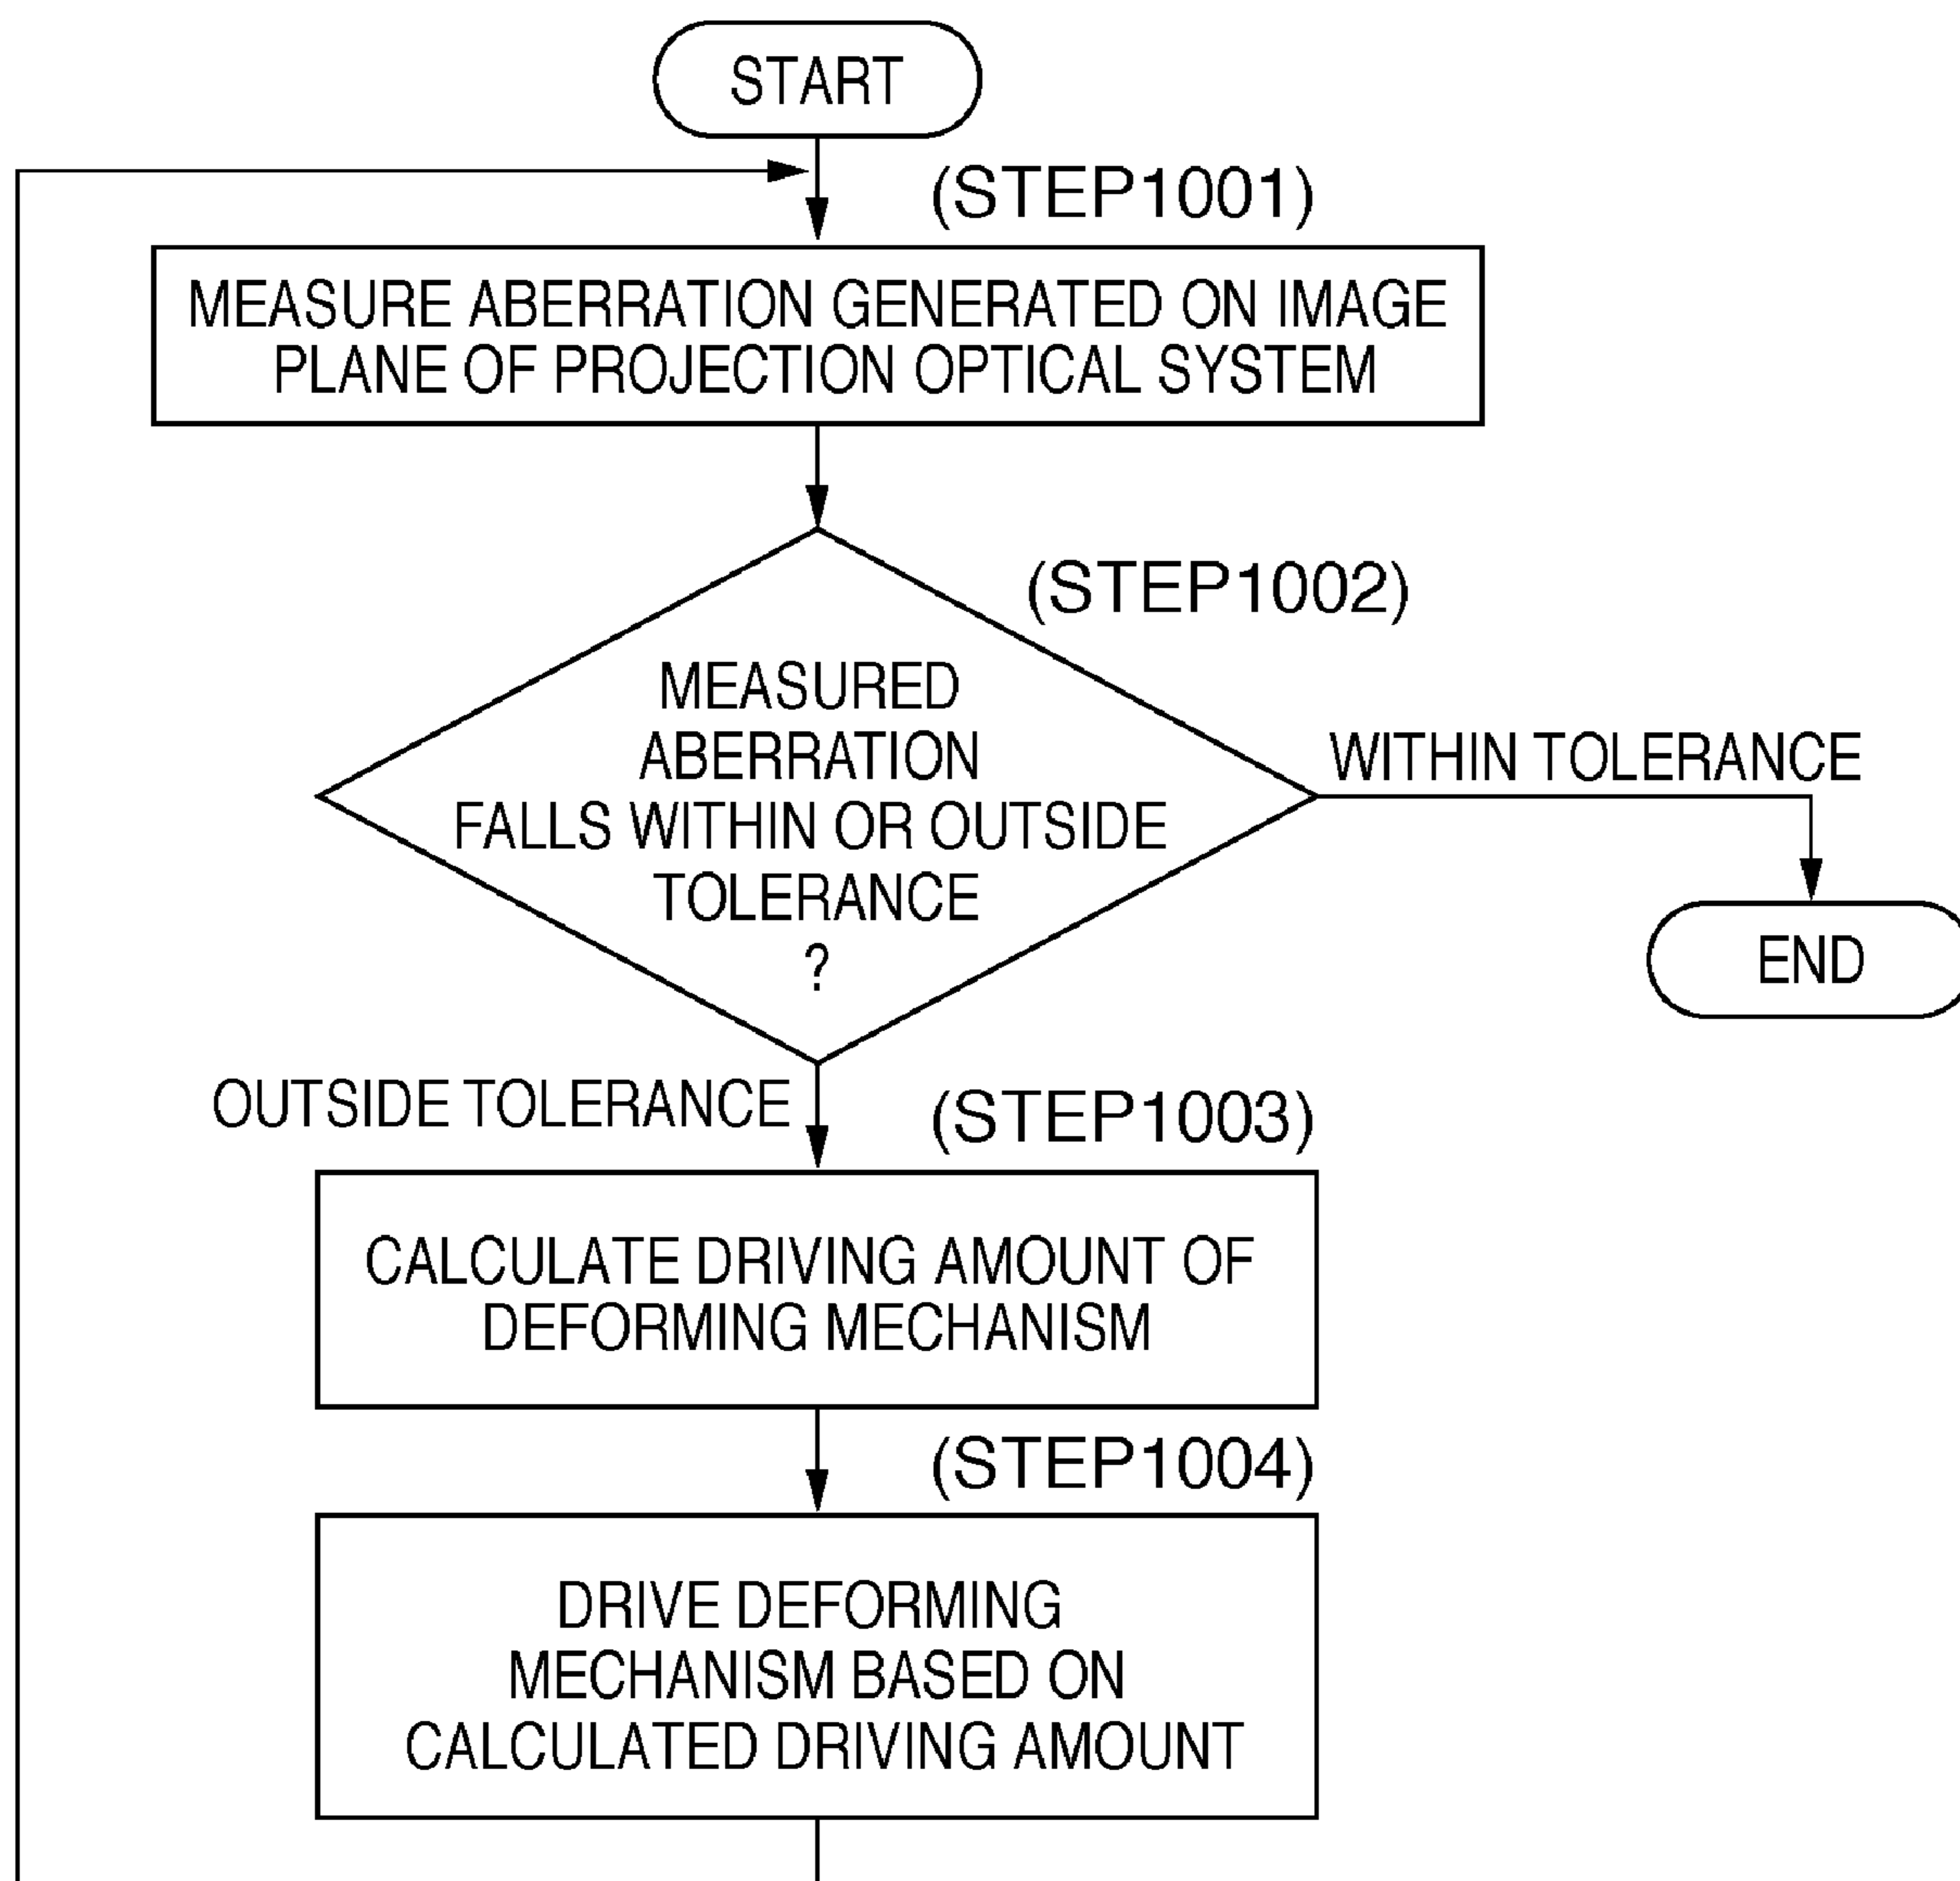 START
(STEP1001)
MEASURE ABERRATION GENERATED ON IMAGE
PLANE OF PROJECTION OPTICAL SYSTEM
(STEP1002)
MEASURED
ABERRATION
FALLS WITHIN OR OUTSIDE
TOLERANCE
?
WITHIN TOLERANCE
END
OUTSIDE TOLERANCE
(STEP1003)
CALCULATE DRIVING AMOUNT OF
DEFORMING MECHANISM
(STEP1004)
DRIVE DEFORMING
MECHANISM BASED ON
CALCULATED DRIVING AMOUNT